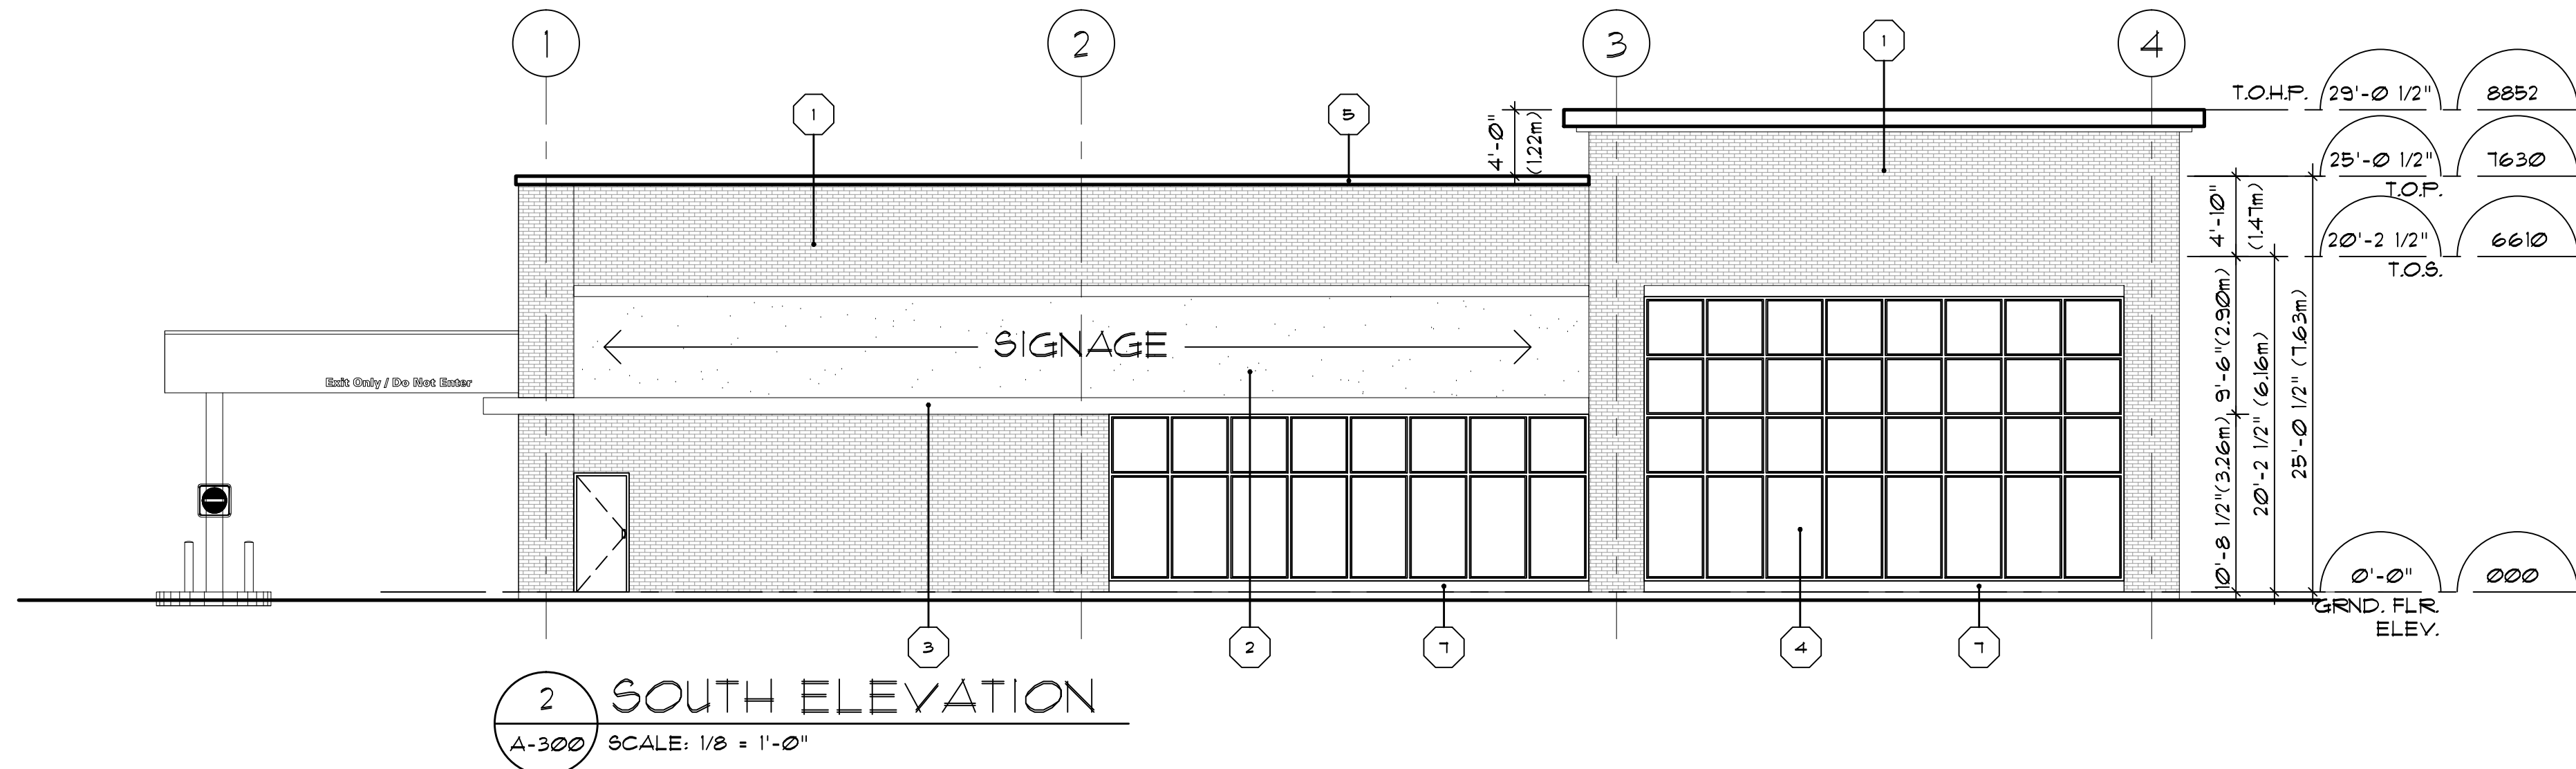 1
2
3
4
1
1
5
4'-0"
(1.22m)
T.O.H.P.
29'-0 1/2"
8852
25'-0 1/2"
7630
T.O.P.
20'-2 1/2"
6610
T.O.S.
4'-10"
(1.47m)
9'-6"(2.90m)
10'-8 1/2"(3.26m)
20'-2 1/2" (6.16m)
25'-0 1/2" (7.63m)
SIGNAGE
Exit Only / Do Not Enter
0'-0"
000
GRND. FLR.
ELEV.
3
2
7
4
7
2
SOUTH ELEVATION
A-300
SCALE: 1/8 = 1'-0"